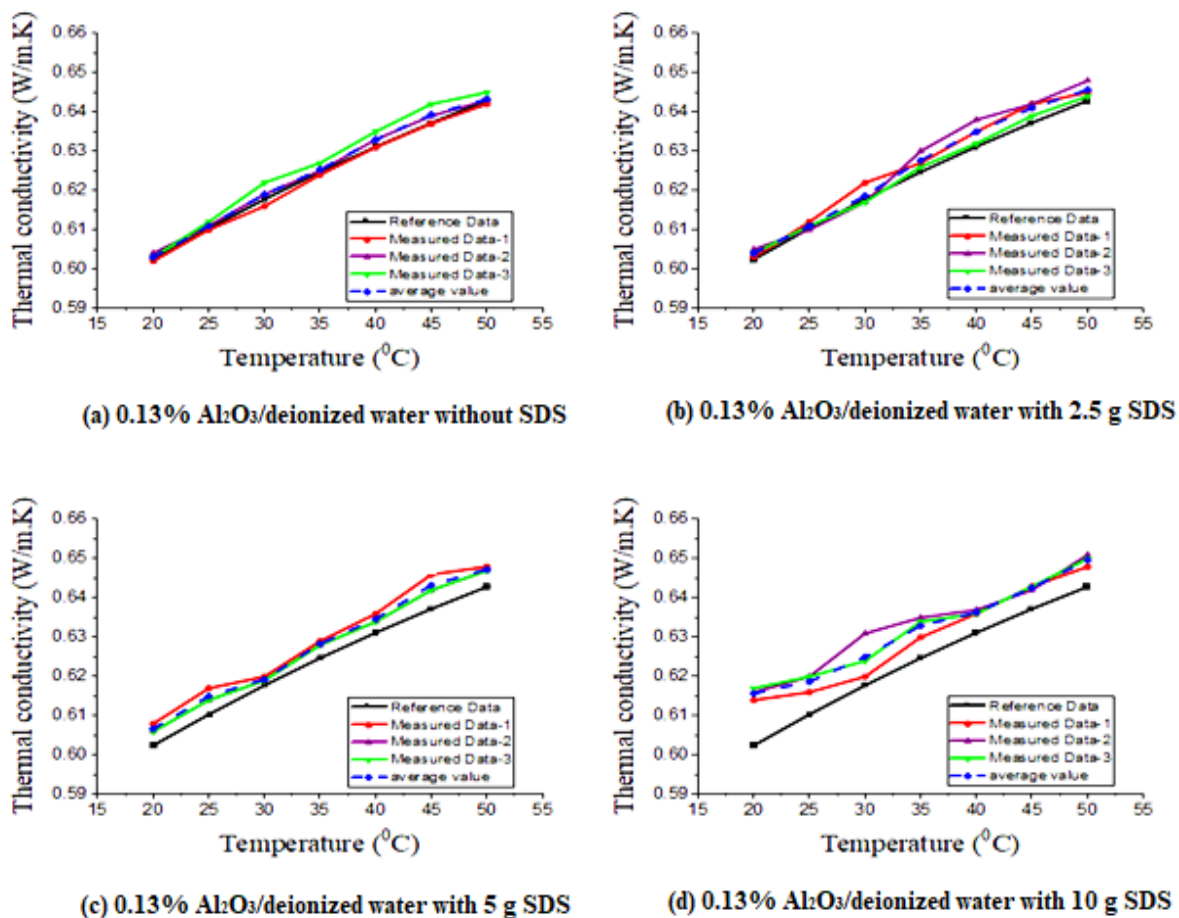 Thermal conductivity (W/m.K)
0.66
0.65
0.64
0.63
0.62
0.61
0.60
0.59
Reference Data
Measured Data-1
Measured Data-2
Measured Data-3
average value
15 20 25 30 35 40 45 50 55
Temperature (⁰C)
(a) 0.13% Al₂O₃/deionized water without SDS
Thermal conductivity (W/m.K)
0.66
0.65
0.64
0.63
0.62
0.61
0.60
0.59
Reference Data
Measured Data-1
Measured Data-2
Measured Data-3
average value
15 20 25 30 35 40 45 50 55
Temperature (⁰C)
(b) 0.13% Al₂O₃/deionized water with 2.5 g SDS
Thermal conductivity (W/m.K)
0.66
0.65
0.64
0.63
0.62
0.61
0.60
0.59
Reference Data
Measured Data-1
Measured Data-2
Measured Data-3
average value
15 20 25 30 35 40 45 50 55
Temperature (⁰C)
(c) 0.13% Al₂O₃/deionized water with 5 g SDS
Thermal conductivity (W/m.K)
0.66
0.65
0.64
0.63
0.62
0.61
0.60
0.59
Reference Data
Measured Data-1
Measured Data-2
Measured Data-3
average value
15 20 25 30 35 40 45 50 55
Temperature (⁰C)
(d) 0.13% Al₂O₃/deionized water with 10 g SDS